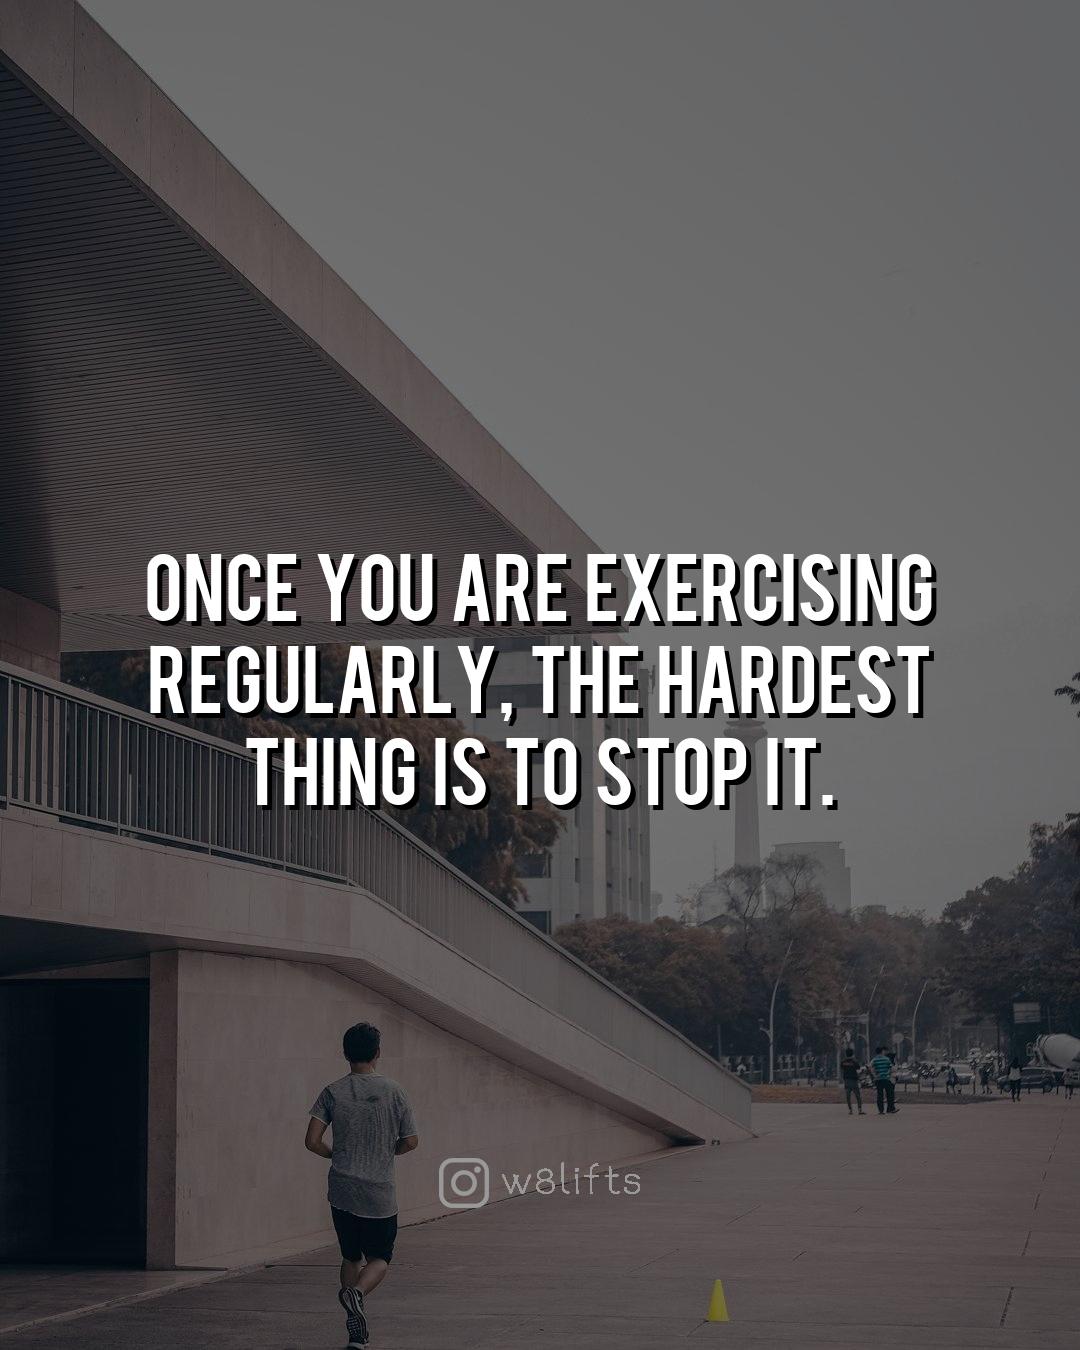 ONCE YOU ARE EXERCISING
REGULARLY, THE HARDEST
THING IS TO STOP IT.
w8lifts